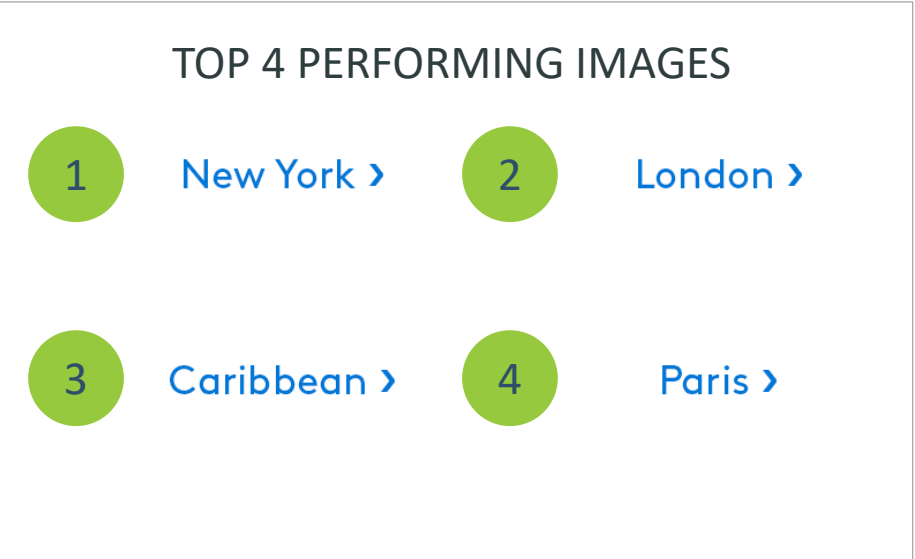 TOP 4 PERFORMING IMAGES
1 New York › 2 London ›
3 Caribbean › 4 Paris ›